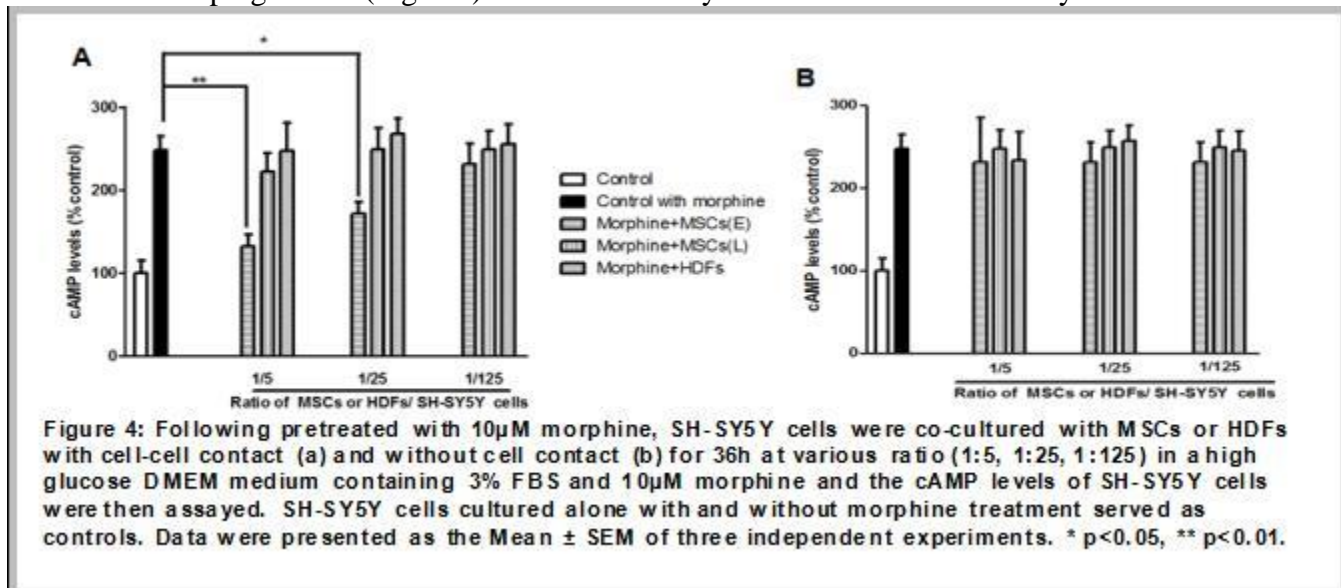 A
*
**
300
200
100
0
cAMP levels (% control)
1/5 1/25 1/125
Ratio of MSCs or HDFs/ SH-SY5Y cells
Control
Control with morphine
Morphine+MSCs(E)
Morphine+MSCs(L)
Morphine+HDFs
B
300
200
100
0
cAMP levels (% control)
1/5 1/25 1/125
Ratio of MSCs or HDFs/ SH-SY5Y cells
Figure 4: Following pretreated with 10µM morphine, SH-SY5Y cells were co-cultured with MSCs or HDFs
with cell-cell contact (a) and without cell contact (b) for 36h at various ratio (1:5, 1:25, 1:125) in a high
glucose DMEM medium containing 3% FBS and 10µM morphine and the cAMP levels of SH-SY5Y cells
were then assayed. SH-SY5Y cells cultured alone with and without morphine treatment served as
controls. Data were presented as the Mean ± SEM of three independent experiments. * p<0.05, ** p<0.01.